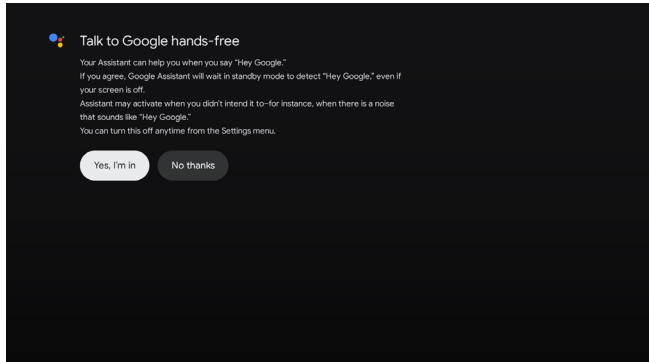 Talk to Google hands-free
Your Assistant can help you when you say "Hey Google."
If you agree, Google Assistant will wait in standby mode to detect "Hey Google," even if
your screen is off.
Assistant may activate when you didn't intend it to–for instance, when there is a noise
that sounds like "Hey Google."
You can turn this off anytime from the Settings menu.
Yes, I'm in No thanks